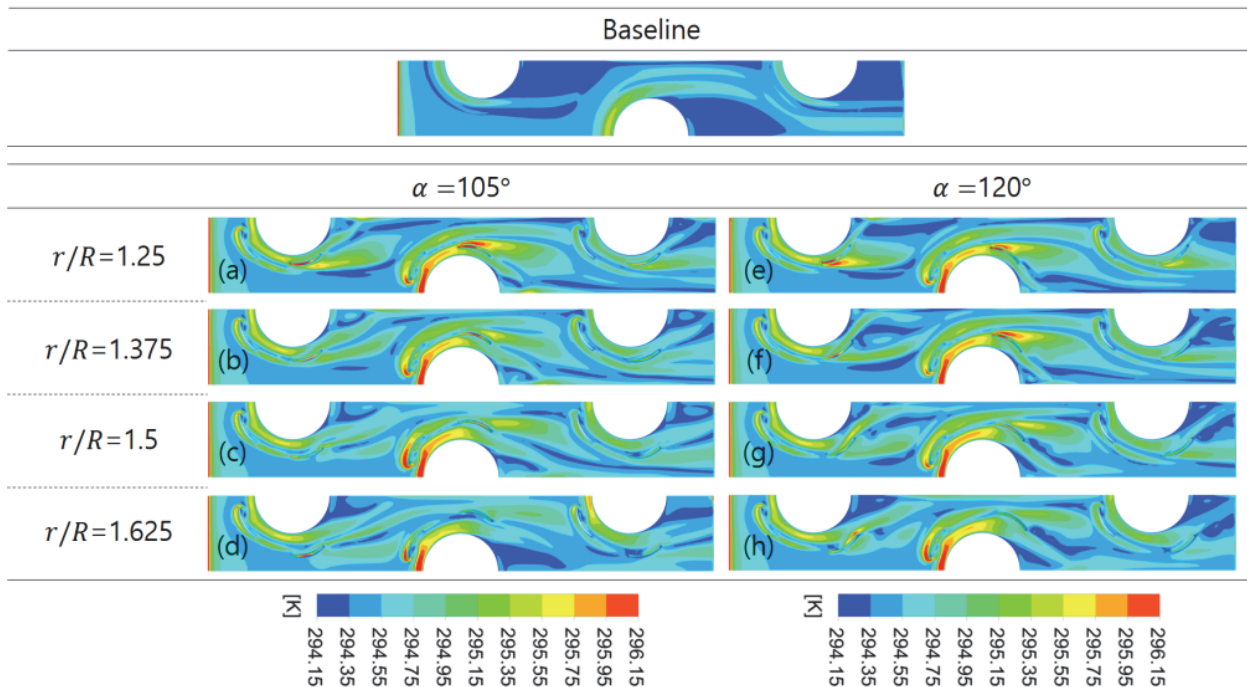 Baseline
α =105° α =120°
r/R=1.25 (a) (e)
r/R=1.375 (b) (f)
r/R=1.5 (c) (g)
r/R=1.625 (d) (h)
[K] 294.15 294.35 294.55 294.75 294.95 295.15 295.35 295.55 295.75 295.95 296.15
[K] 294.15 294.35 294.55 294.75 294.95 295.15 295.35 295.55 295.75 295.95 296.15